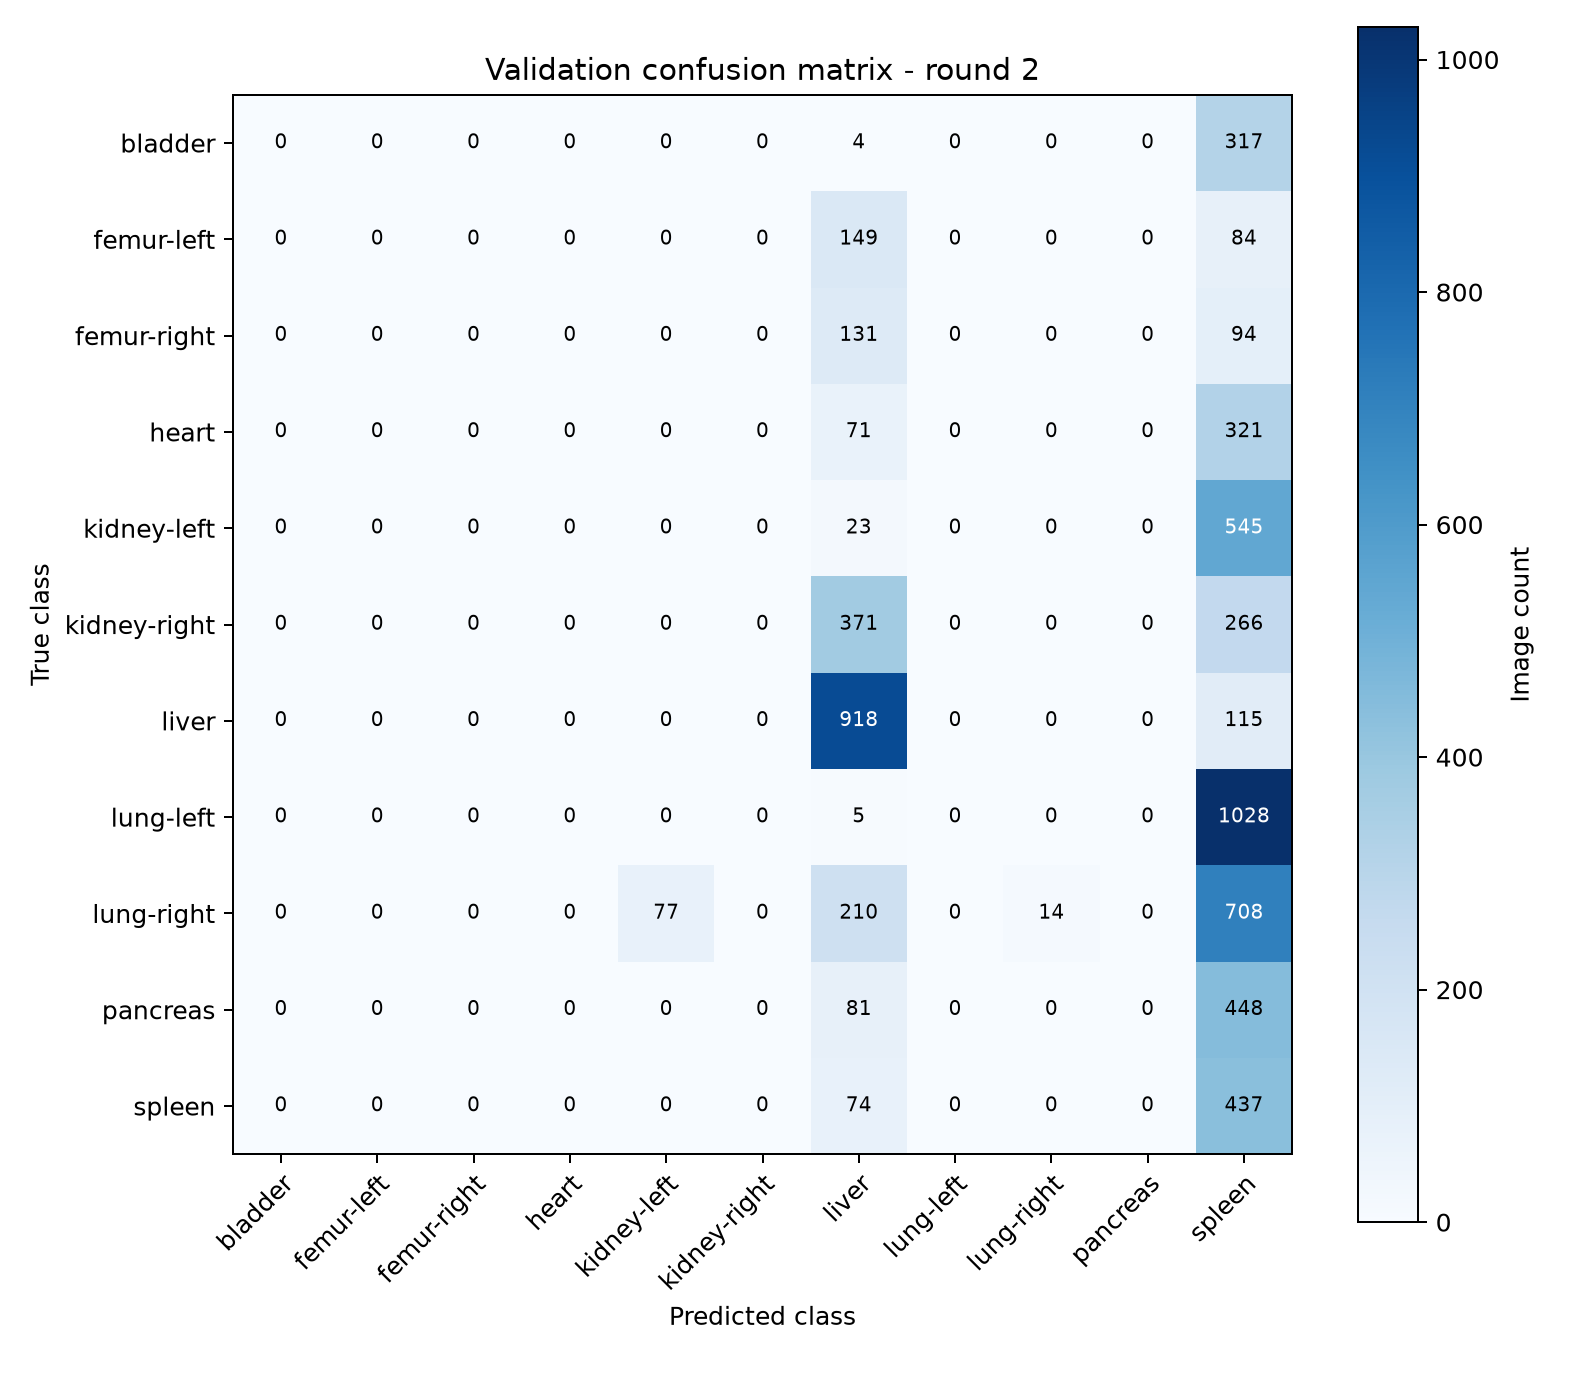 Validation confusion matrix - round 2
bladder 0 0 0 0 0 0 4 0 0 0 317
femur-left 0 0 0 0 0 0 149 0 0 0 84
femur-right 0 0 0 0 0 0 131 0 0 0 94
heart 0 0 0 0 0 0 71 0 0 0 321
kidney-left 0 0 0 0 0 0 23 0 0 0 545
kidney-right 0 0 0 0 0 0 371 0 0 0 266
liver 0 0 0 0 0 0 918 0 0 0 115
lung-left 0 0 0 0 0 0 5 0 0 0 1028
lung-right 0 0 0 0 77 0 210 0 14 0 708
pancreas 0 0 0 0 0 0 81 0 0 0 448
spleen 0 0 0 0 0 0 74 0 0 0 437
True class
bladder
femur-left
femur-right
heart
kidney-left
kidney-right
liver
lung-left
lung-right
pancreas
spleen
Predicted class
1000
800
600
400
200
0
Image count